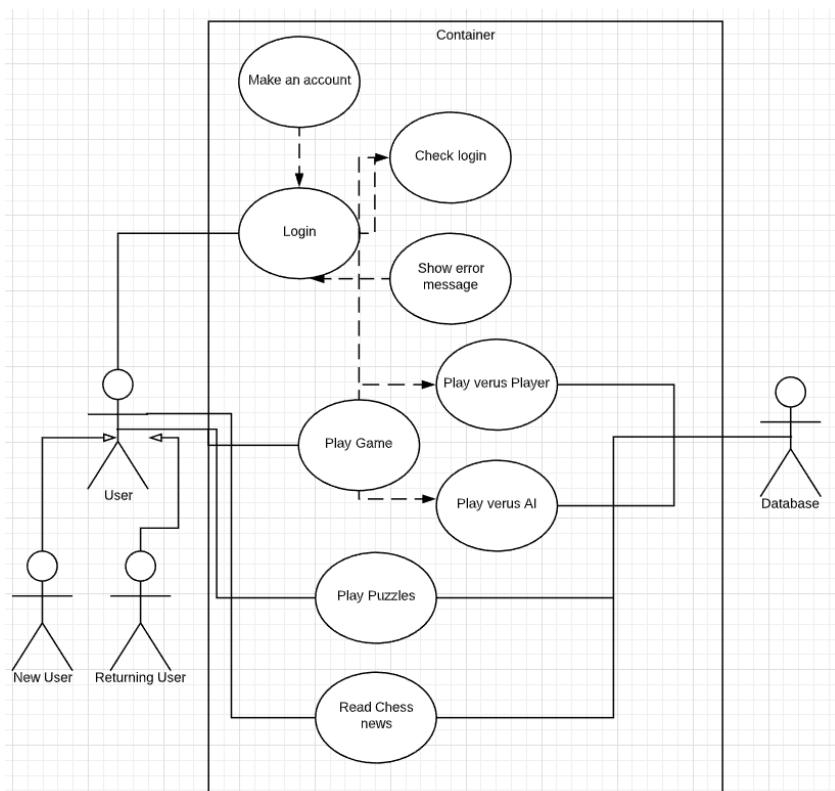 Container
Make an account
Check login
Login
Show error
message
Play verus Player
Play Game
User
Play verus AI
Database
Play Puzzles
New User
Returning User
Read Chess
news